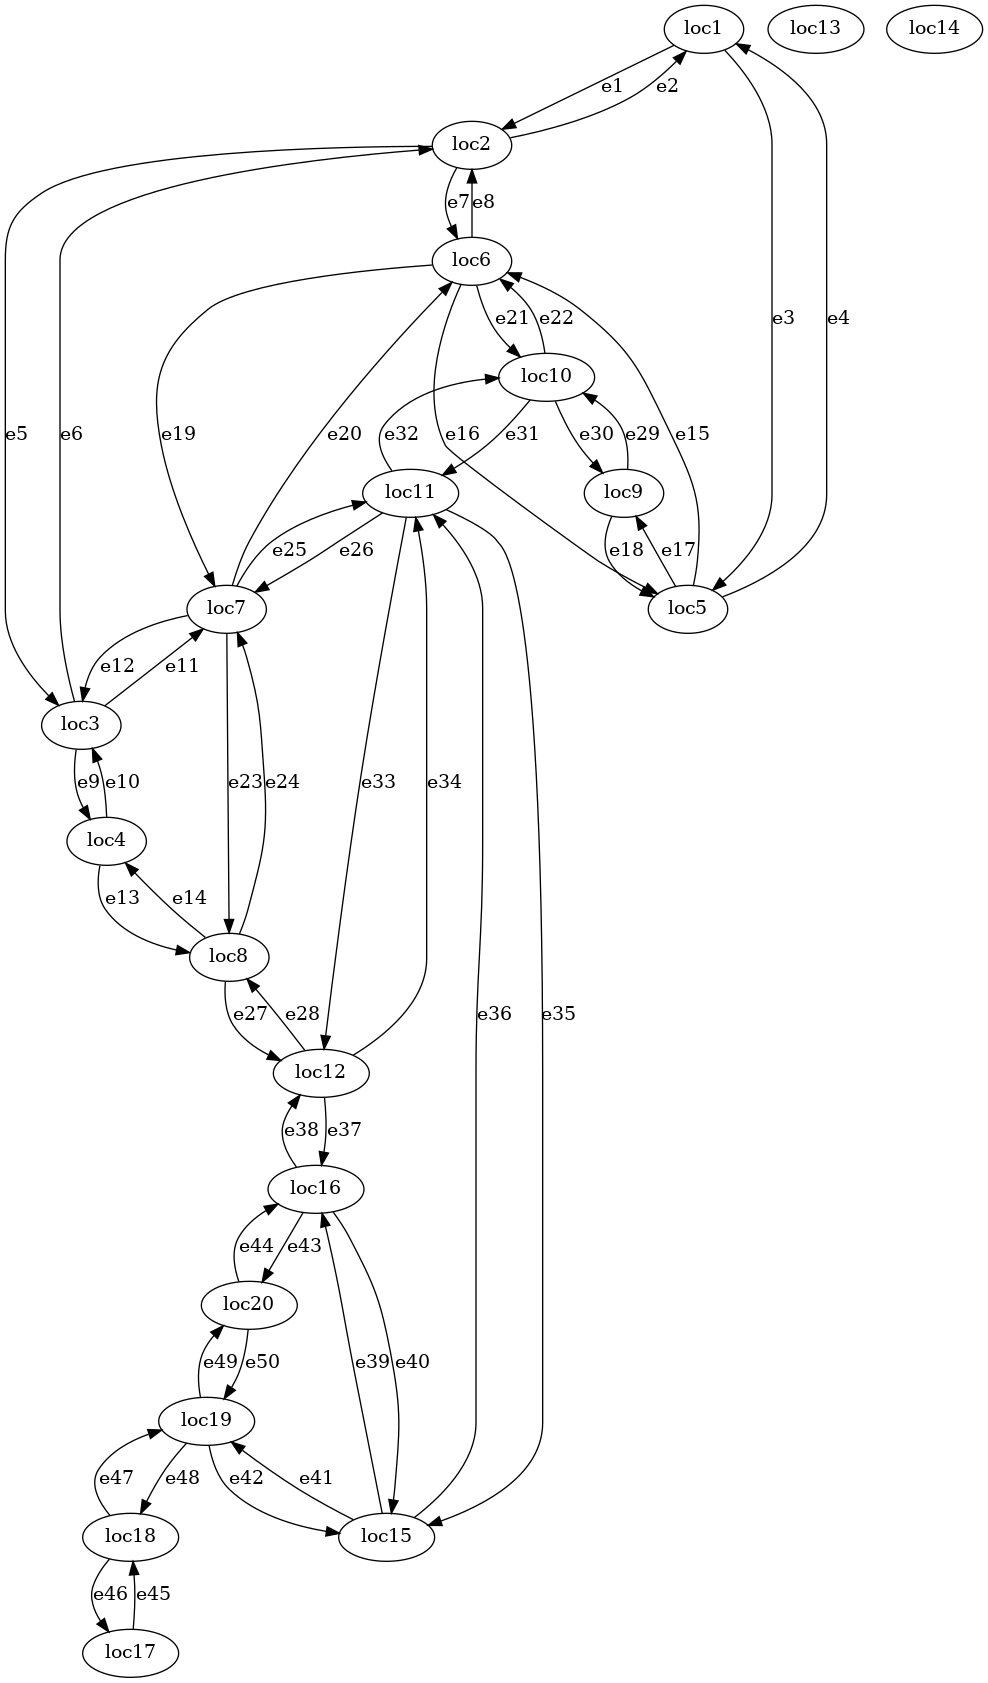 loc1 loc13 loc14
e1 e2
loc2
e7 e8
loc6
e21 e22 e3 e4
loc10
e5 e6 e19 e20 e32 e16 e31 e30 e29 e15
loc11 loc9
e25 e26 e18 e17
loc7 loc5
e12 e11
loc3
e9 e10 e23 e24 e33 e34
loc4
e13 e14
loc8
e27 e28 e36 e35
loc12
e38 e37
loc16
e44 e43
loc20
e49 e50 e39 e40
loc19
e47 e48 e42 e41
loc18 loc15
e46 e45
loc17